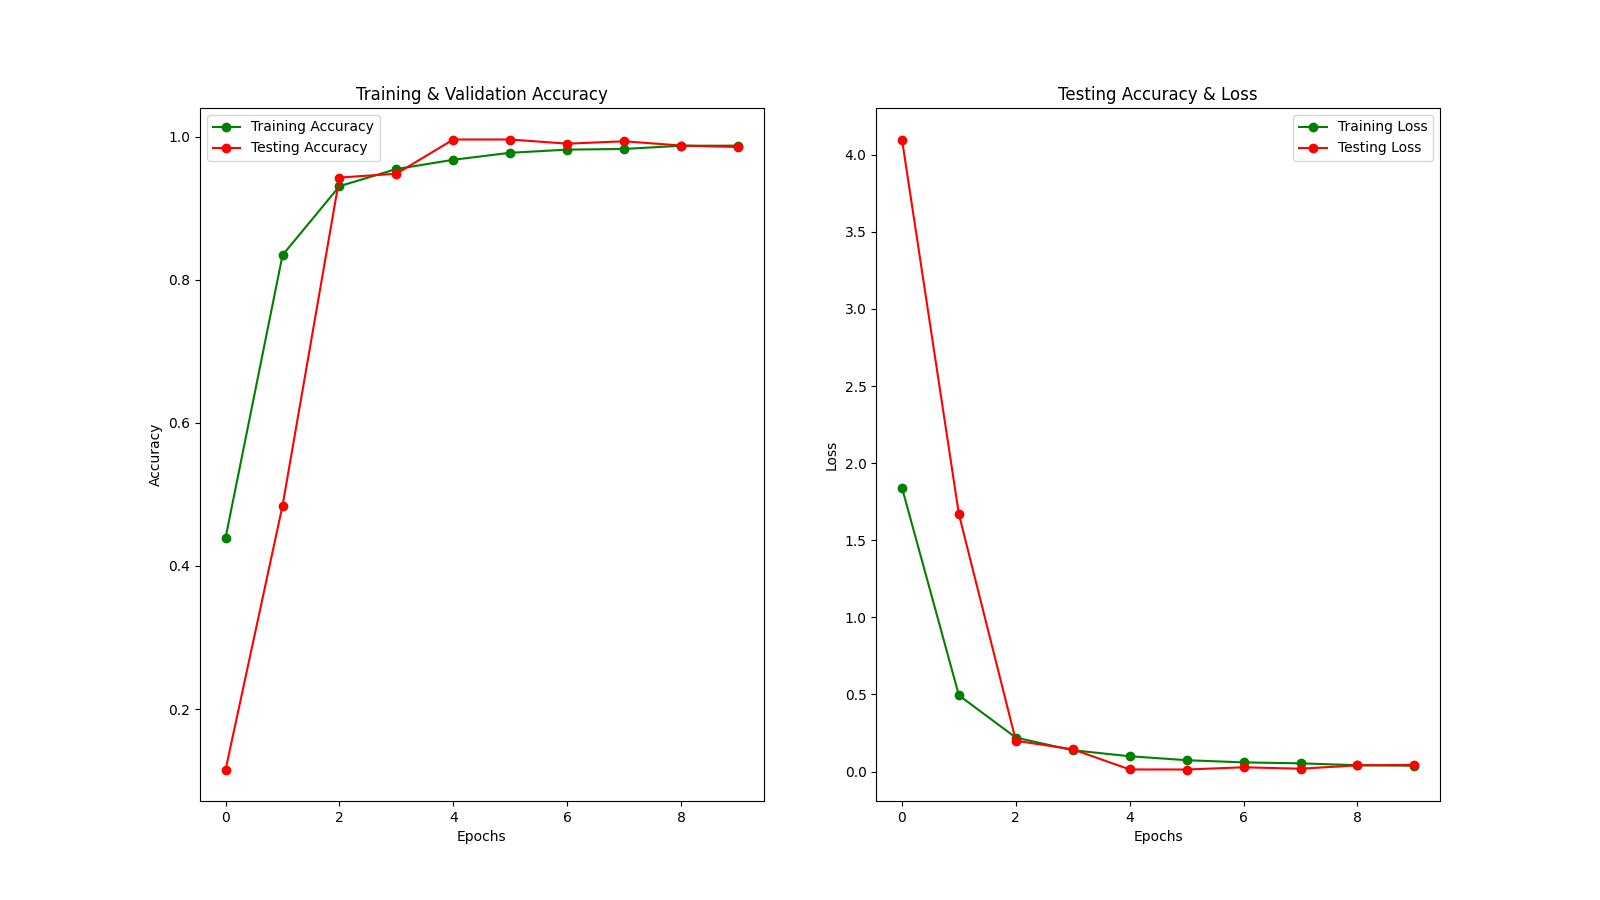 Training & Validation Accuracy
Training Accuracy
Testing Accuracy
1.0
0.8
0.6
0.4
0.2
Accuracy
0 2 4 6 8
Epochs
Testing Accuracy & Loss
Training Loss
Testing Loss
4.0
3.5
3.0
2.5
2.0
1.5
1.0
0.5
0.0
Loss
0 2 4 6 8
Epochs